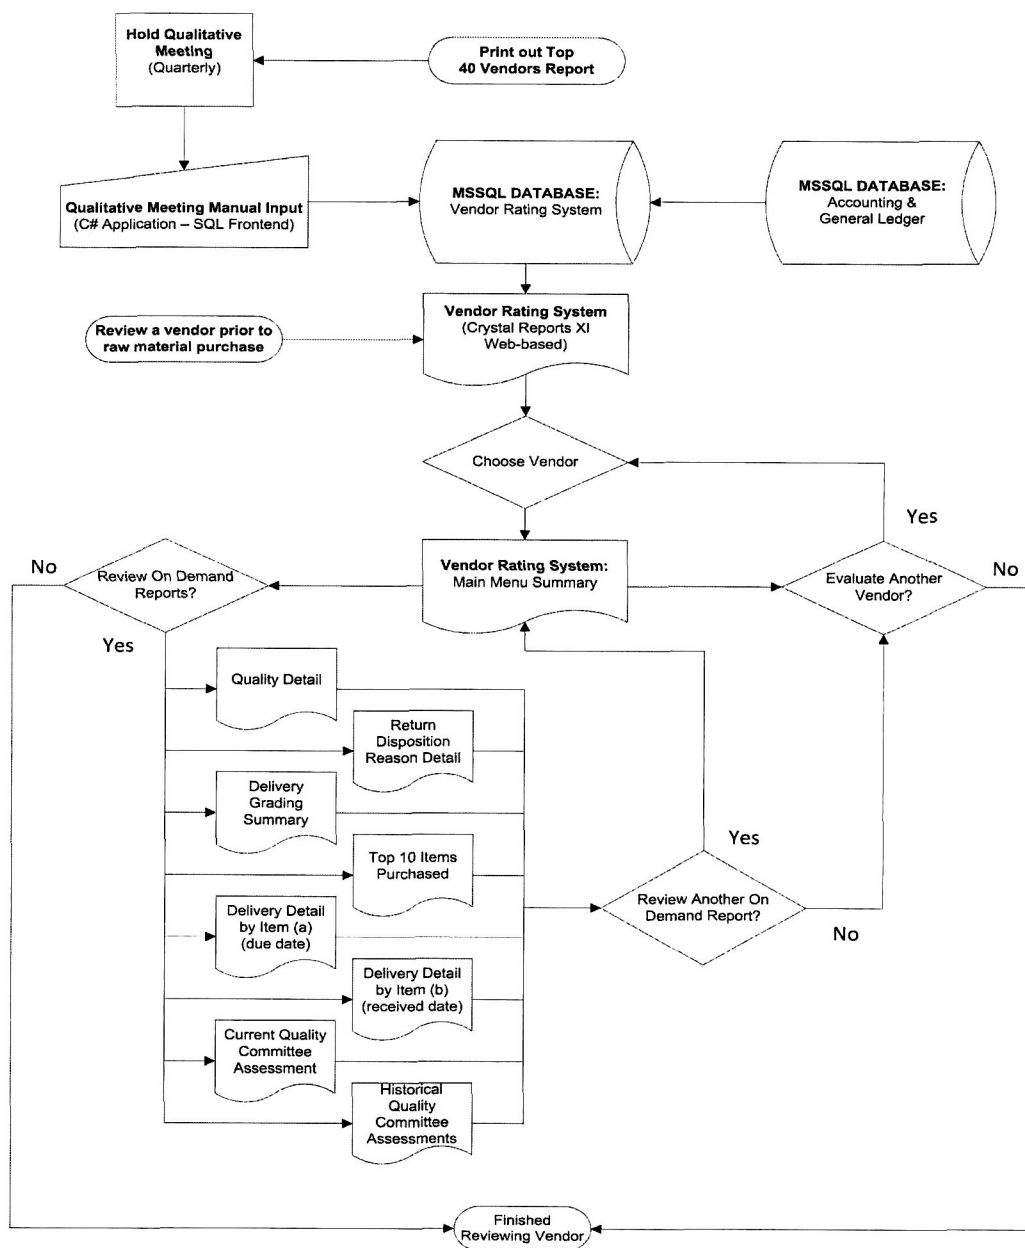 Hold Qualitative
Meeting
(Quarterly)
Print out Top
40 Vendors Report
Qualitative Meeting Manual Input
(C# Application – SQL Frontend)
MSSQL DATABASE:
Vendor Rating System
MSSQL DATABASE:
Accounting &
General Ledger
Review a vendor prior to
raw material purchase
Vendor Rating System
(Crystal Reports XI
Web-based)
Choose Vendor
Yes
No
Review On Demand
Reports?
Vendor Rating System:
Main Menu Summary
Evaluate Another
Vendor?
No
Yes
Quality Detail
Return
Disposition
Reason Detail
Delivery
Grading
Summary
Top 10 Items
Purchased
Yes
Review Another On
Demand Report?
No
Delivery Detail
by Item (a)
(due date)
Delivery Detail
by Item (b)
(received date)
Current Quality
Committee
Assessment
Historical
Quality
Committee
Assessments
Finished
Reviewing Vendor